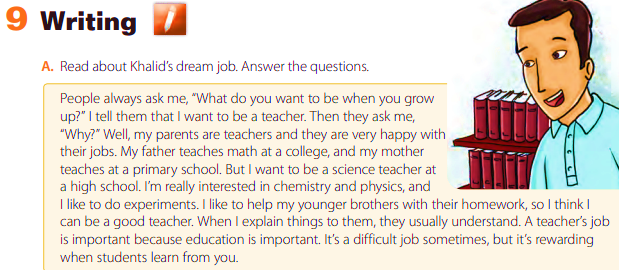 9 Writing
A. Read about Khalid's dream job. Answer the questions.
People always ask me, "What do you want to be when you grow
up?" I tell them that I want to be a teacher. Then they ask me,
"Why?" Well, my parents are teachers and they are very happy with
their jobs. My father teaches math at a college, and my mother
teaches at a primary school. But I want to be a science teacher at
a high school. I'm really interested in chemistry and physics, and
I like to do experiments. I like to help my younger brothers with their homework, so I think I
can be a good teacher. When I explain things to them, they usually understand. A teacher's job
is important because education is important. It's a difficult job sometimes, but it's rewarding
when students learn from you.